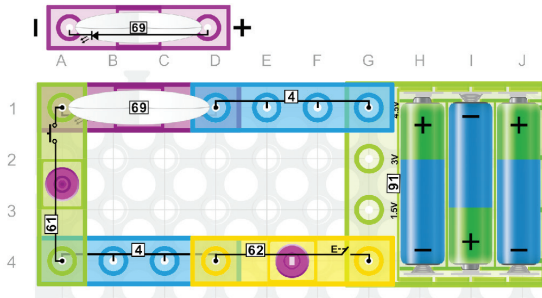 - 69 +
A B C D E F G H I J
1 69 4 4.5V + - +
2 3V
91
3 61 1.5V
4 4 62 E - + -